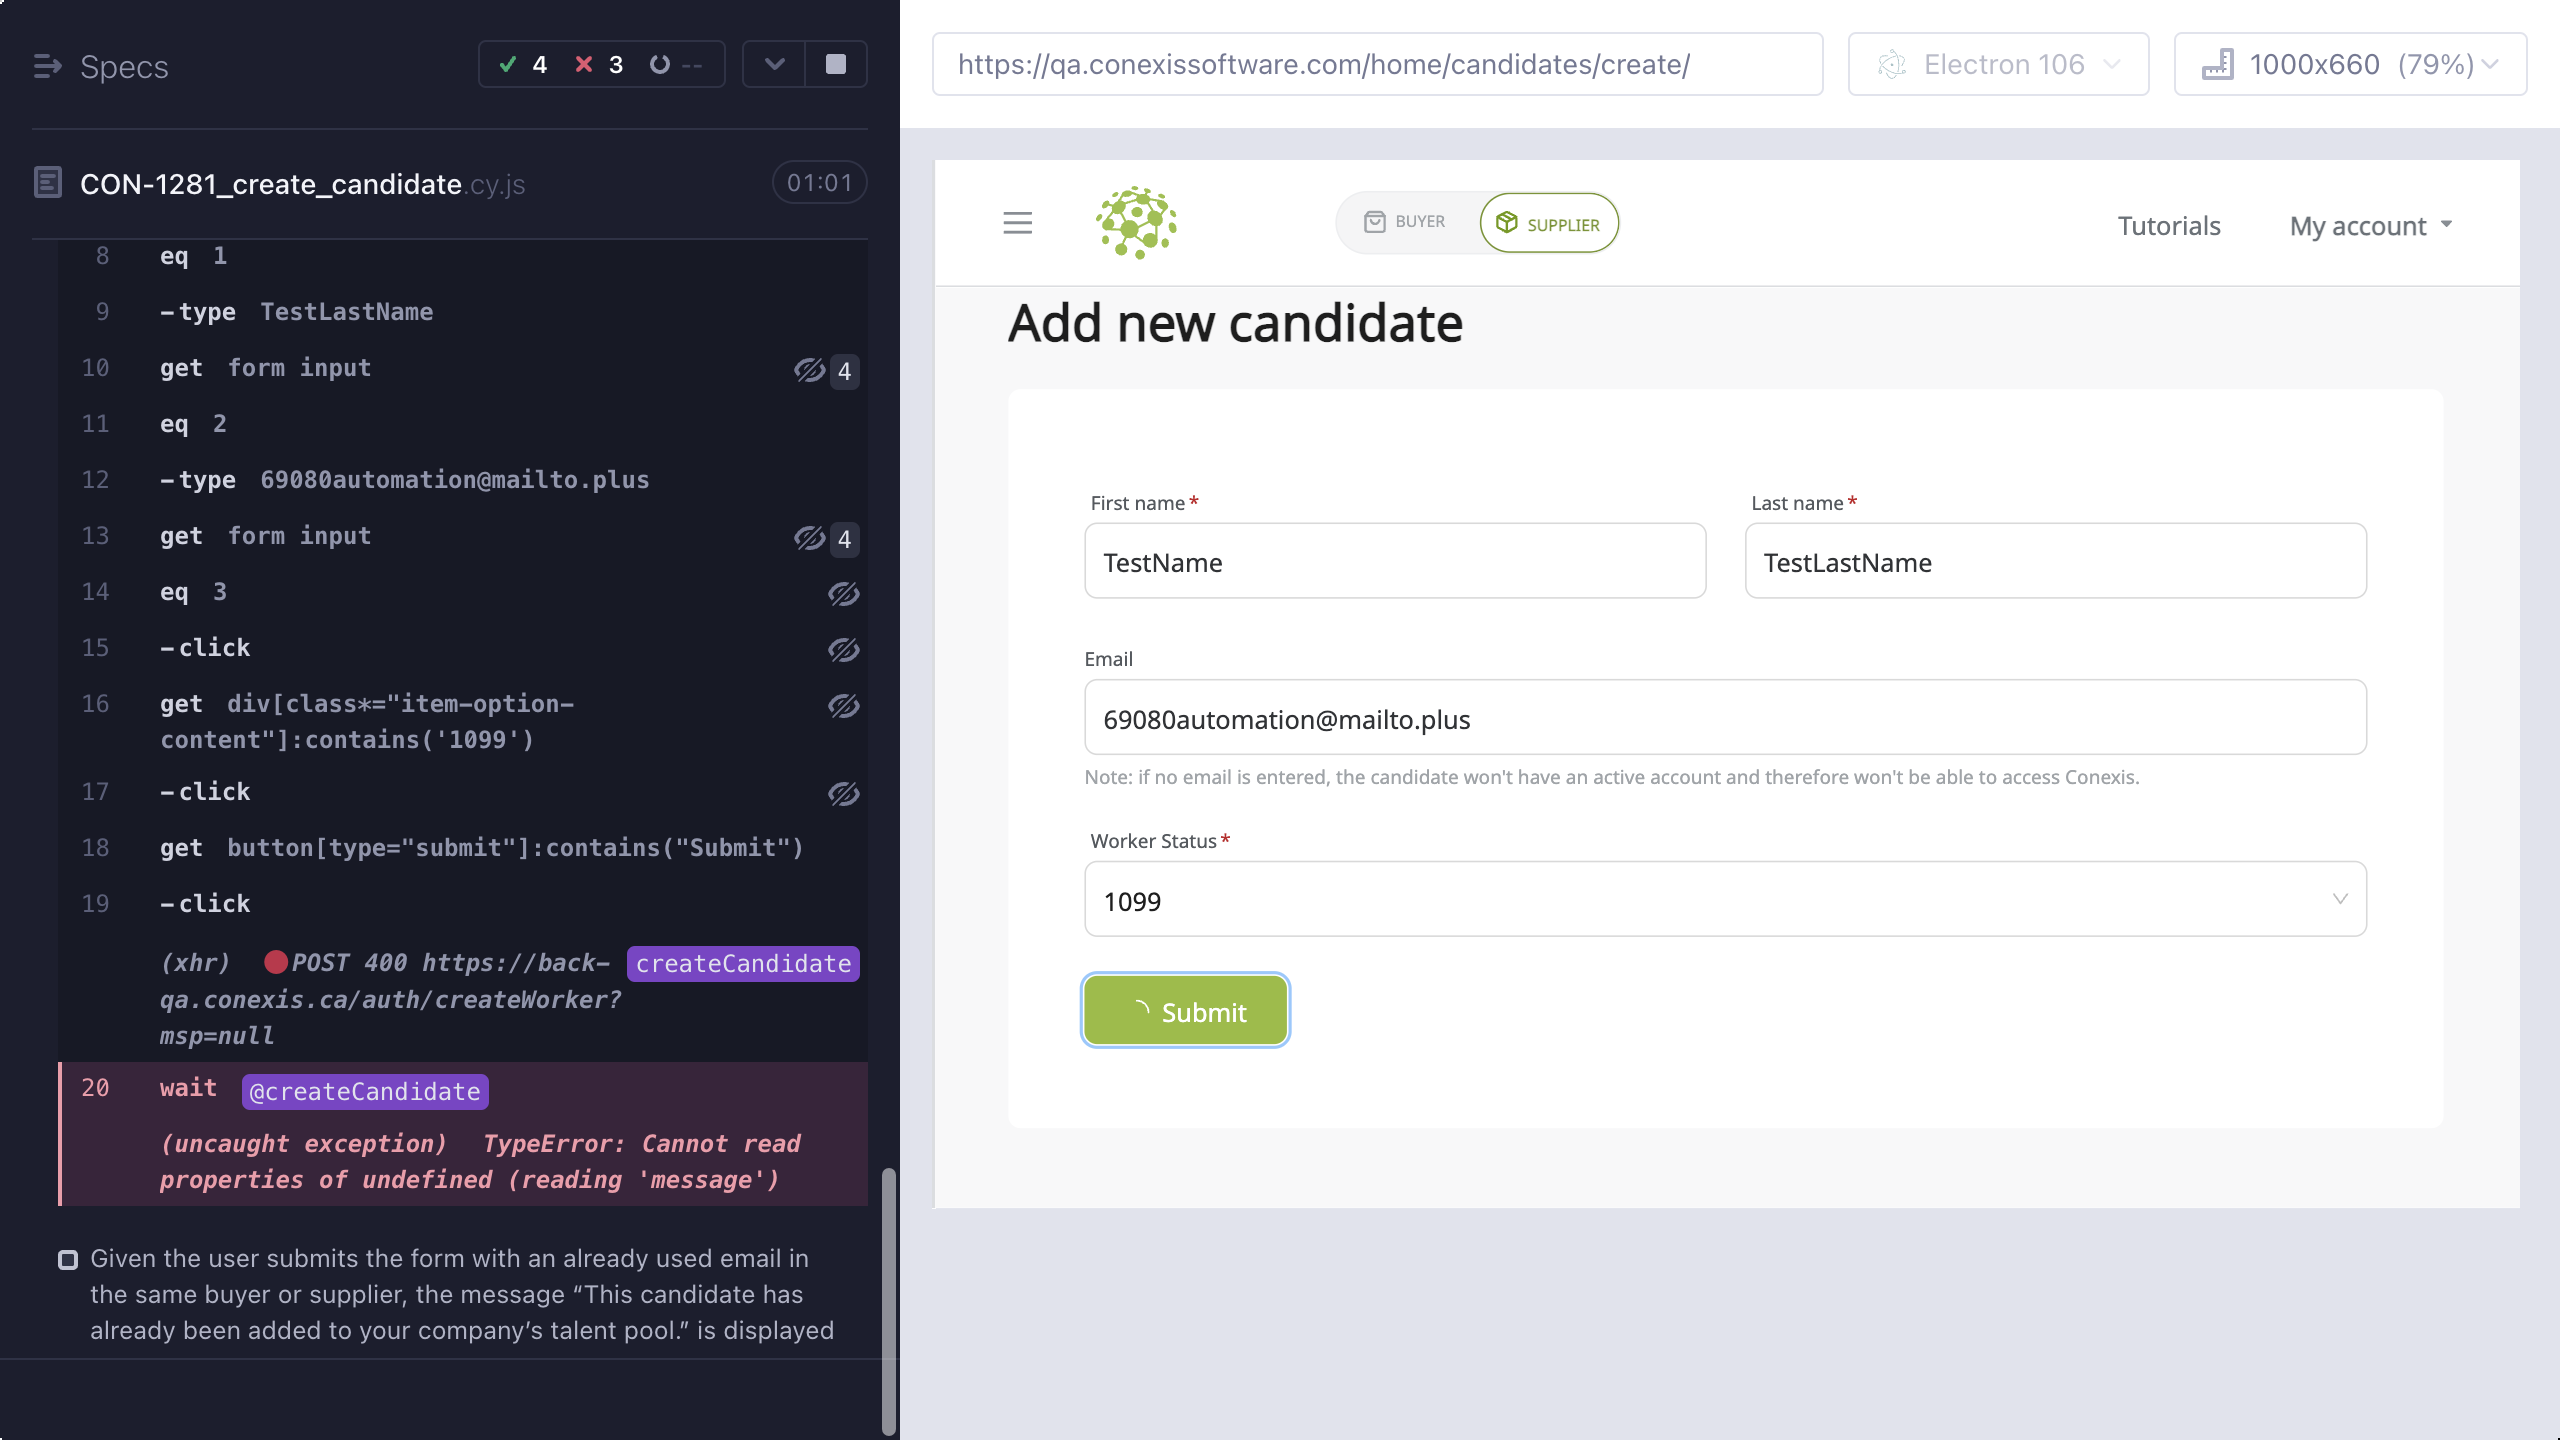 Specs
4 3 --
CON-1281_create_candidate.cy.js 01:01
8 eq 1
9 -type TestLastName
10 get form input 4
11 eq 2
12 -type 69080automation@mailto.plus
13 get form input 4
14 eq 3
15 -click
16 get div[class*="item-option-
content"]:contains('1099')
17 -click
18 get button[type="submit"]:contains("Submit")
19 -click
(xhr) POST 400 https://back- createCandidate
qa.conexis.ca/auth/createWorker?
msp=null
20 wait @createCandidate
(uncaught exception) TypeError: Cannot read
properties of undefined (reading 'message')
Given the user submits the form with an already used email in
the same buyer or supplier, the message “This candidate has
already been added to your company’s talent pool.” is displayed
https://qa.conexissoftware.com/home/candidates/create/
Electron 106
1000x660 (79%)
BUYER
SUPPLIER
Tutorials
My account
Add new candidate
First name*
Last name*
TestName
TestLastName
Email
69080automation@mailto.plus
Note: if no email is entered, the candidate won't have an active account and therefore won't be able to access Conexis.
Worker Status*
1099
Submit